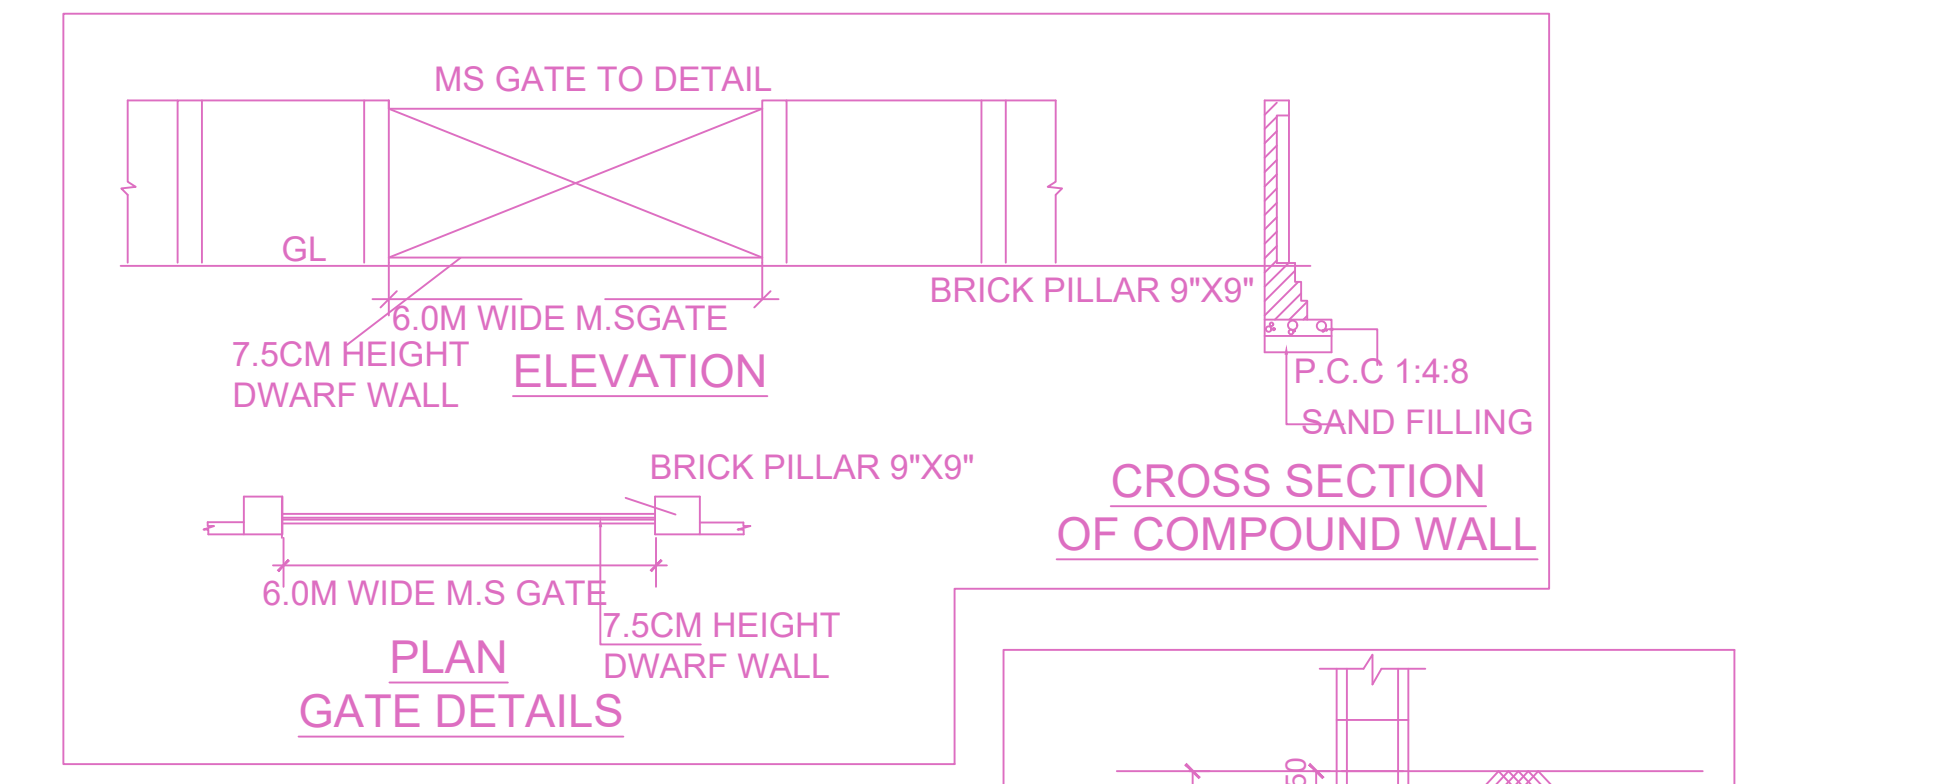 MS GATE TO DETAIL
GL
BRICK PILLAR 9"X9"
6.0M WIDE M.SGATE
7.5CM HEIGHT
DWARF WALL
ELEVATION
P.C.C 1:4:8
SAND FILLING
CROSS SECTION
OF COMPOUND WALL
BRICK PILLAR 9"X9"
6.0M WIDE M.S GATE
7.5CM HEIGHT
DWARF WALL
PLAN
GATE DETAILS